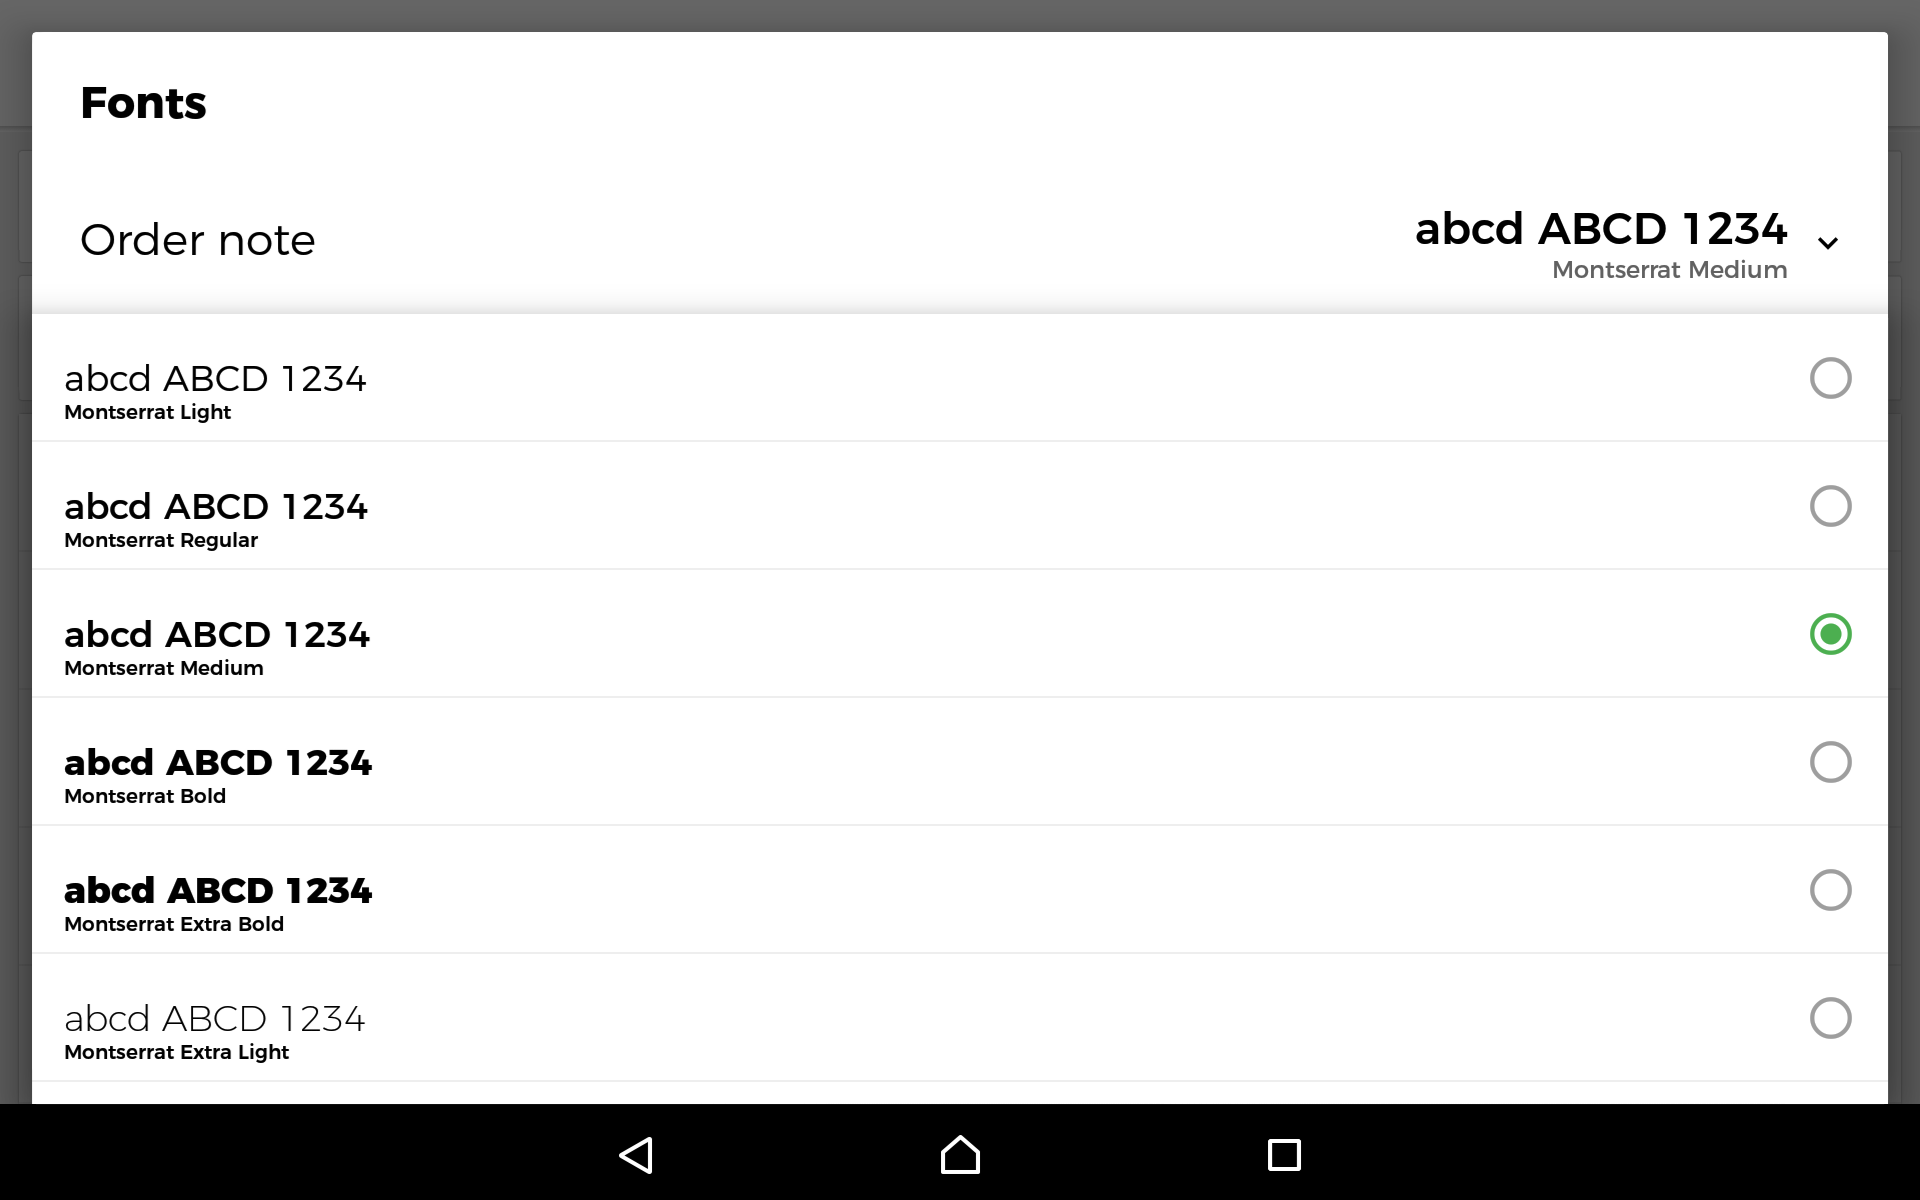 Fonts
Order note
abcd ABCD 1234
Montserrat Medium
abcd ABCD 1234
Montserrat Light
abcd ABCD 1234
Montserrat Regular
abcd ABCD 1234
Montserrat Medium
abcd ABCD 1234
Montserrat Bold
abcd ABCD 1234
Montserrat Extra Bold
abcd ABCD 1234
Montserrat Extra Light